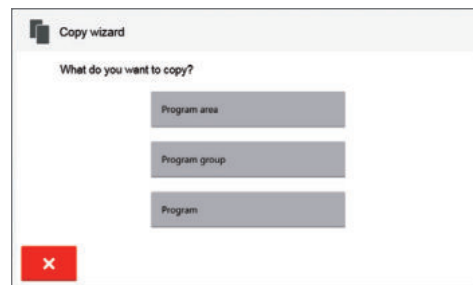 Copy wizard
What do you want to copy?
Program area
Program group
Program